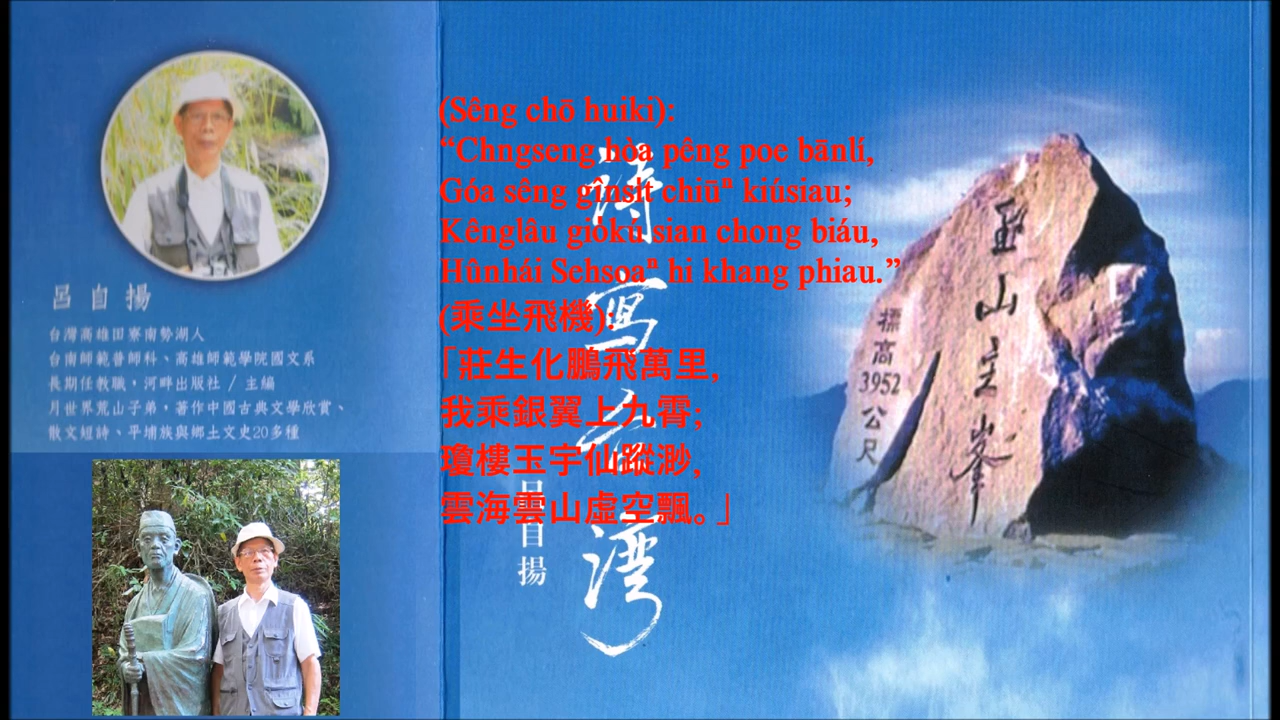 呂自揚
台灣高雄田寮南勢湖人
台南師範普師科、高雄師範學院國文系
長期任教職，河畔出版社 / 主編
月世界荒山子弟，著作中國古典文學欣賞、
散文短詩、平埔族與鄉土文史20多種
(Sêng chō huiki):
“Chngseng hòa pêng poe bānlí,
Góa sêng gînsi̍t chiūⁿ kiúsiau;
Kênglâu gio̍kú sian chong biáu,
Hûnhái Sehsoaⁿ hi khang phiau.”
(乘坐飛機):
「莊生化鵬飛萬里,
我乘銀翼上九霄;
瓊樓玉宇仙蹤渺,
雲海雲山虛空飄。」
詩寫台灣
呂自揚
玉山主峯
標高3952公尺